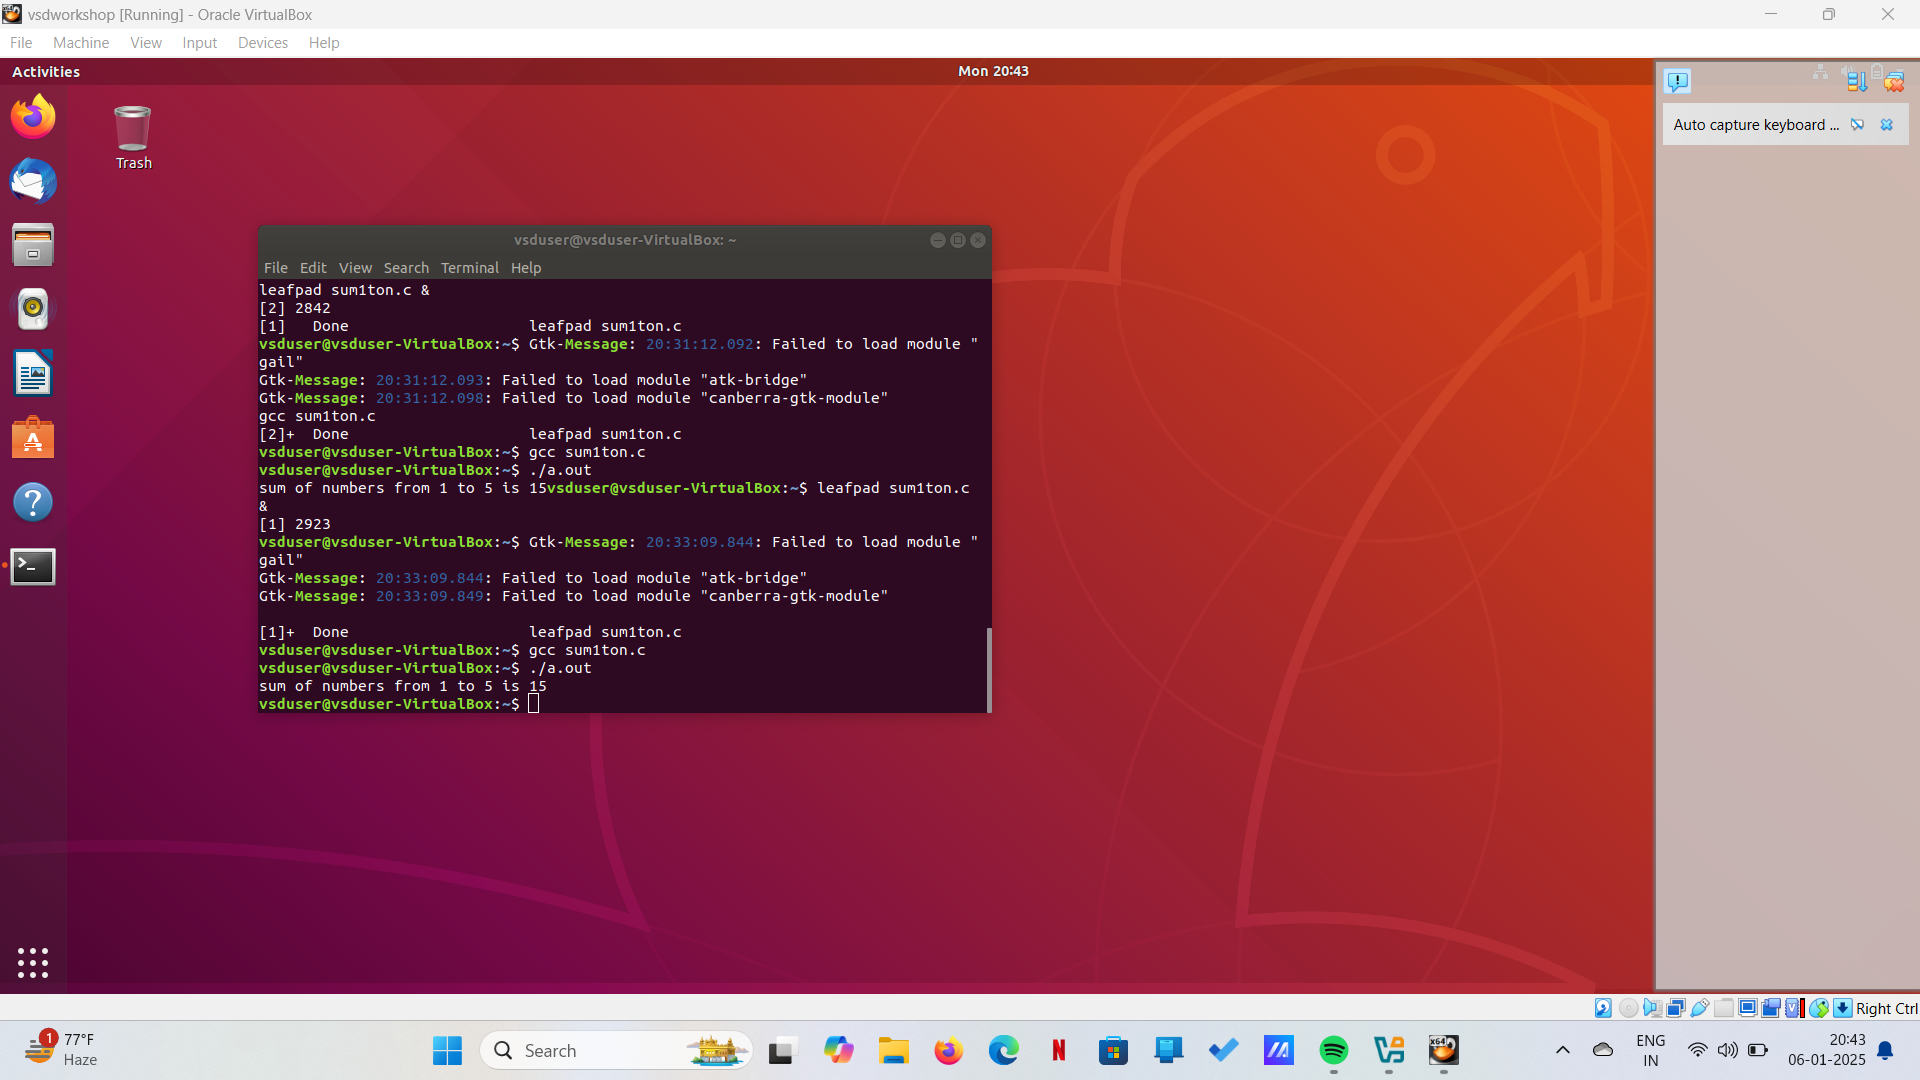 vsdworkshop [Running] - Oracle VirtualBox
File Machine View Input Devices Help
Activities
Mon 20:43
Auto capture keyboard ...
Trash
vsduser@vsduser-VirtualBox: ~
File Edit View Search Terminal Help
leafpad sum1ton.c &
[2] 2842
[1]   Done                    leafpad sum1ton.c
vsduser@vsduser-VirtualBox:~$ Gtk-Message: 20:31:12.092: Failed to load module "
gail"
Gtk-Message: 20:31:12.093: Failed to load module "atk-bridge"
Gtk-Message: 20:31:12.098: Failed to load module "canberra-gtk-module"
gcc sum1ton.c
[2]+  Done                    leafpad sum1ton.c
vsduser@vsduser-VirtualBox:~$ gcc sum1ton.c
vsduser@vsduser-VirtualBox:~$ ./a.out
sum of numbers from 1 to 5 is 15vsduser@vsduser-VirtualBox:~$ leafpad sum1ton.c
&
[1] 2923
vsduser@vsduser-VirtualBox:~$ Gtk-Message: 20:33:09.844: Failed to load module "
gail"
Gtk-Message: 20:33:09.844: Failed to load module "atk-bridge"
Gtk-Message: 20:33:09.849: Failed to load module "canberra-gtk-module"
[1]+  Done                    leafpad sum1ton.c
vsduser@vsduser-VirtualBox:~$ gcc sum1ton.c
vsduser@vsduser-VirtualBox:~$ ./a.out
sum of numbers from 1 to 5 is 15
vsduser@vsduser-VirtualBox:~$
Right Ctrl
1
77°F
Haze
Search
ENG
IN
20:43
06-01-2025